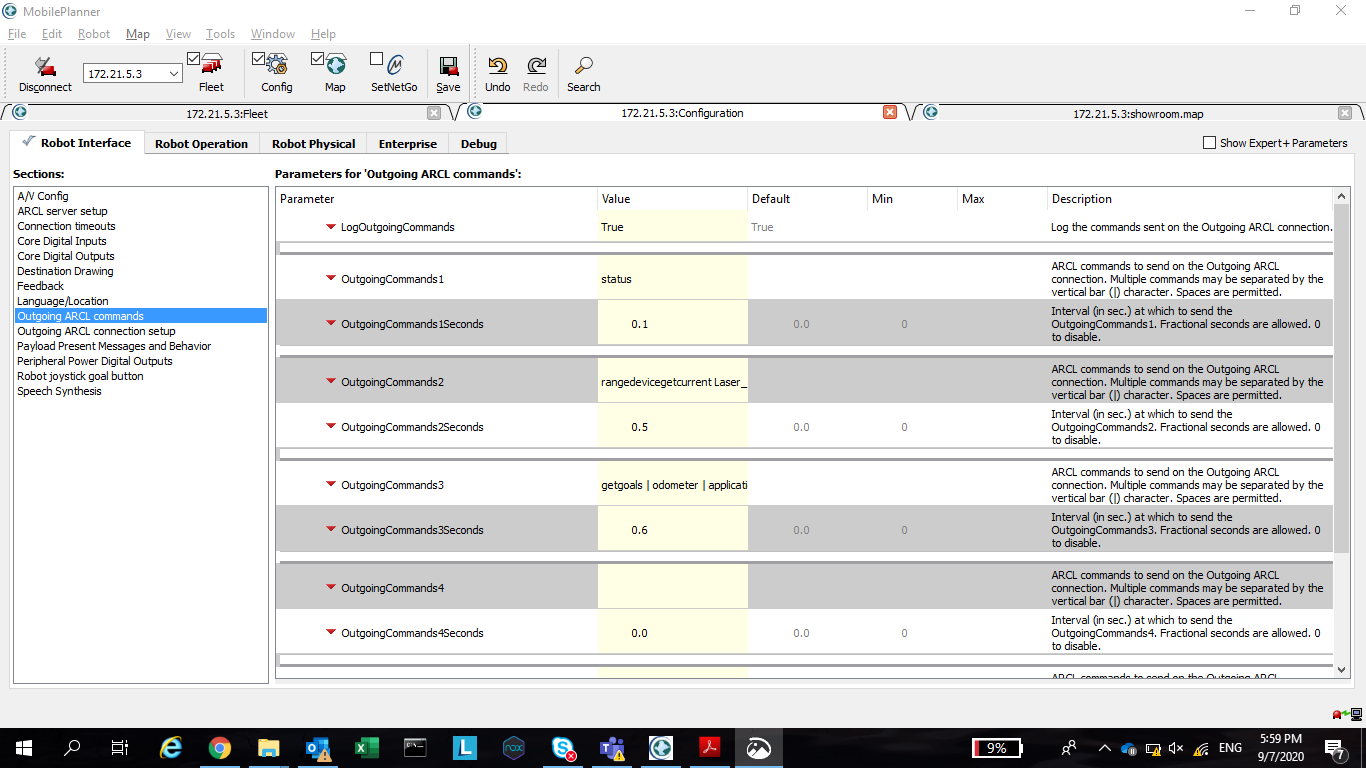 MobilePlanner
File Edit Robot Map View Tools Window Help
Disconnect 172.21.5.3 Fleet Config Map SetNetGo Save Undo Redo Search
172.21.5.3:Fleet 172.21.5.3:Configuration 172.21.5.3:showroom.map
Robot Interface Robot Operation Robot Physical Enterprise Debug Show Expert+ Parameters
Sections:
A/V Config
ARCL server setup
Connection timeouts
Core Digital Inputs
Core Digital Outputs
Destination Drawing
Feedback
Language/Location
Outgoing ARCL commands
Outgoing ARCL connection setup
Payload Present Messages and Behavior
Peripheral Power Digital Outputs
Robot joystick goal button
Speech Synthesis
Parameters for 'Outgoing ARCL commands':
Parameter Value Default Min Max Description
LogOutgoingCommands True True Log the commands sent on the Outgoing ARCL connection.
OutgoingCommands1 status
ARCL commands to send on the Outgoing ARCL
connection. Multiple commands may be separated by the
vertical bar (|) character. Spaces are permitted.
OutgoingCommands1Seconds 0.1 0.0 0
Interval (in sec.) at which to send the
OutgoingCommands1. Fractional seconds are allowed. 0
to disable.
OutgoingCommands2 rangedevicegetcurrent Laser_
ARCL commands to send on the Outgoing ARCL
connection. Multiple commands may be separated by the
vertical bar (|) character. Spaces are permitted.
OutgoingCommands2Seconds 0.5 0.0 0
Interval (in sec.) at which to send the
OutgoingCommands2. Fractional seconds are allowed. 0
to disable.
OutgoingCommands3 getgoals | odometer | applicati
ARCL commands to send on the Outgoing ARCL
connection. Multiple commands may be separated by the
vertical bar (|) character. Spaces are permitted.
OutgoingCommands3Seconds 0.6 0.0 0
Interval (in sec.) at which to send the
OutgoingCommands3. Fractional seconds are allowed. 0
to disable.
OutgoingCommands4
ARCL commands to send on the Outgoing ARCL
connection. Multiple commands may be separated by the
vertical bar (|) character. Spaces are permitted.
OutgoingCommands4Seconds 0.0 0.0 0
Interval (in sec.) at which to send the
OutgoingCommands4. Fractional seconds are allowed. 0
to disable.
ARCL commands to send on the Outgoing ARCL
L nox 9% ENG 5:59 PM
9/7/2020 7